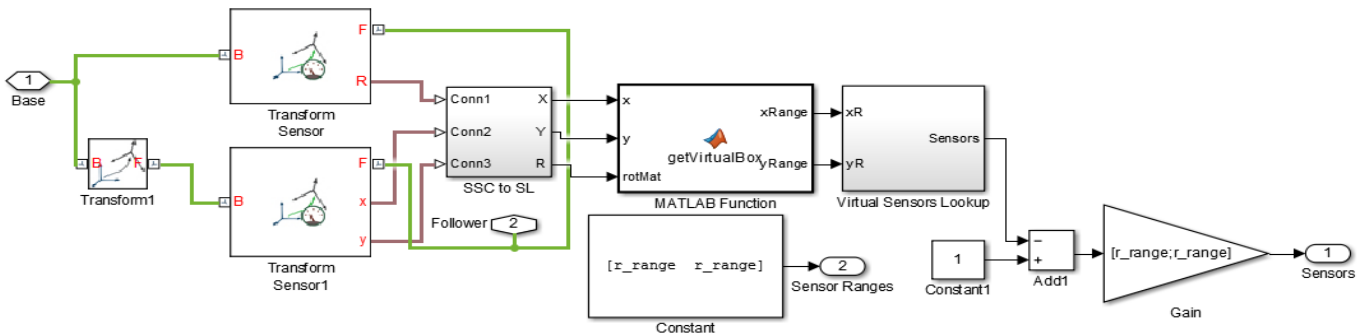 1
Base
B
F
R
Transform
Sensor
B
F
Transform1
B
F
x
y
Transform
Sensor1
Conn1
Conn2
Conn3
X
Y
R
SSC to SL
Follower
2
x
y
rotMat
getVirtualBox
xRange
yRange
MATLAB Function
xR
yR
Sensors
Virtual Sensors Lookup
[r_range r_range]
Constant
2
Sensor Ranges
1
Constant1
−
+
Add1
[r_range;r_range]
Gain
1
Sensors